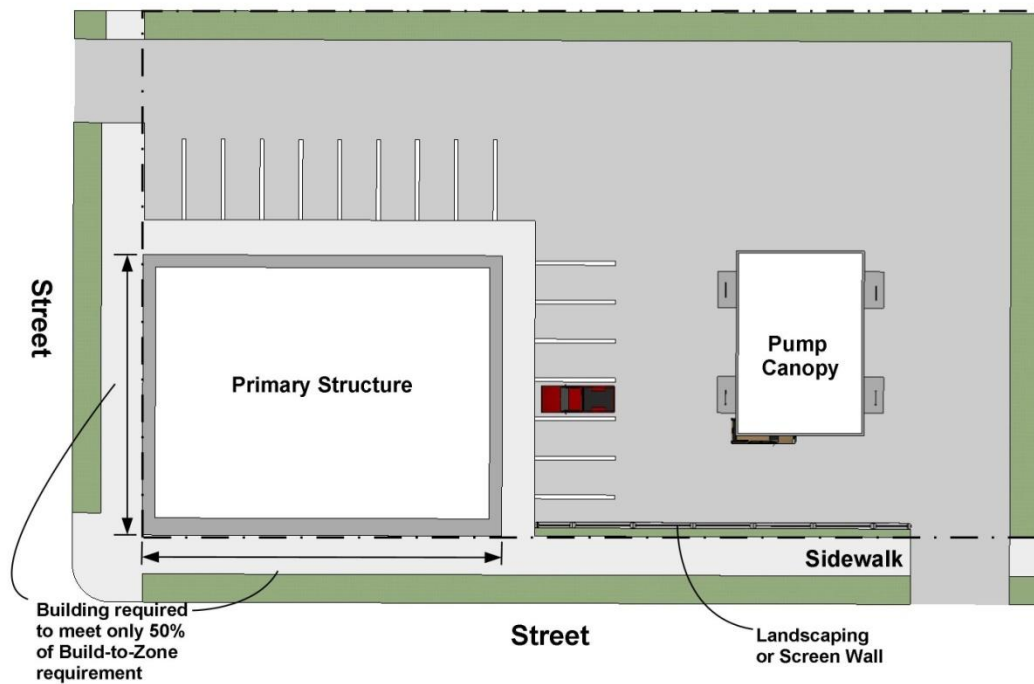 Street
Primary Structure
Pump
Canopy
Sidewalk
Building required
to meet only 50%
of Build-to-Zone
requirement
Street
Landscaping
or Screen Wall